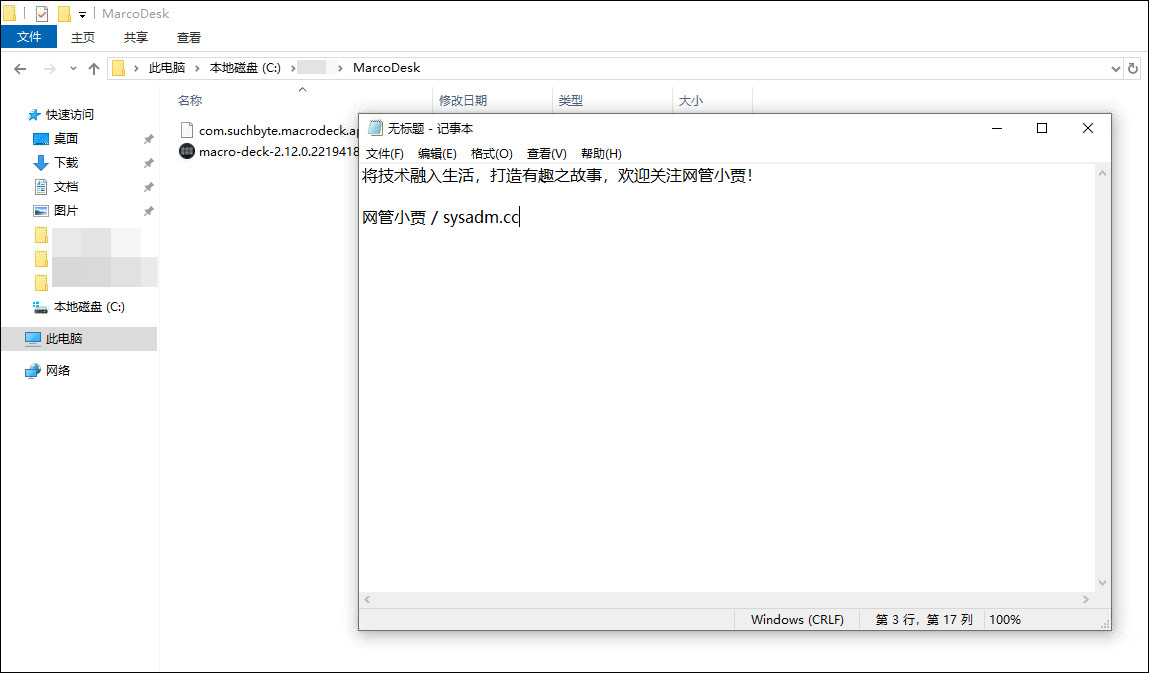 MarcoDesk
文件 主页 共享 查看
此电脑 本地磁盘 (C:) MarcoDesk
名称 修改日期 类型 大小
快速访问
桌面
下载
文档
图片
本地磁盘 (C:)
此电脑
网络
com.suchbyte.macrodeck.ap
macro-deck-2.12.0.2219418
无标题 - 记事本
文件(F) 编辑(E) 格式(O) 查看(V) 帮助(H)
将技术融入生活，打造有趣之故事，欢迎关注网管小贾！
网管小贾 / sysadm.cc
Windows (CRLF) 第 3 行，第 17 列 100%